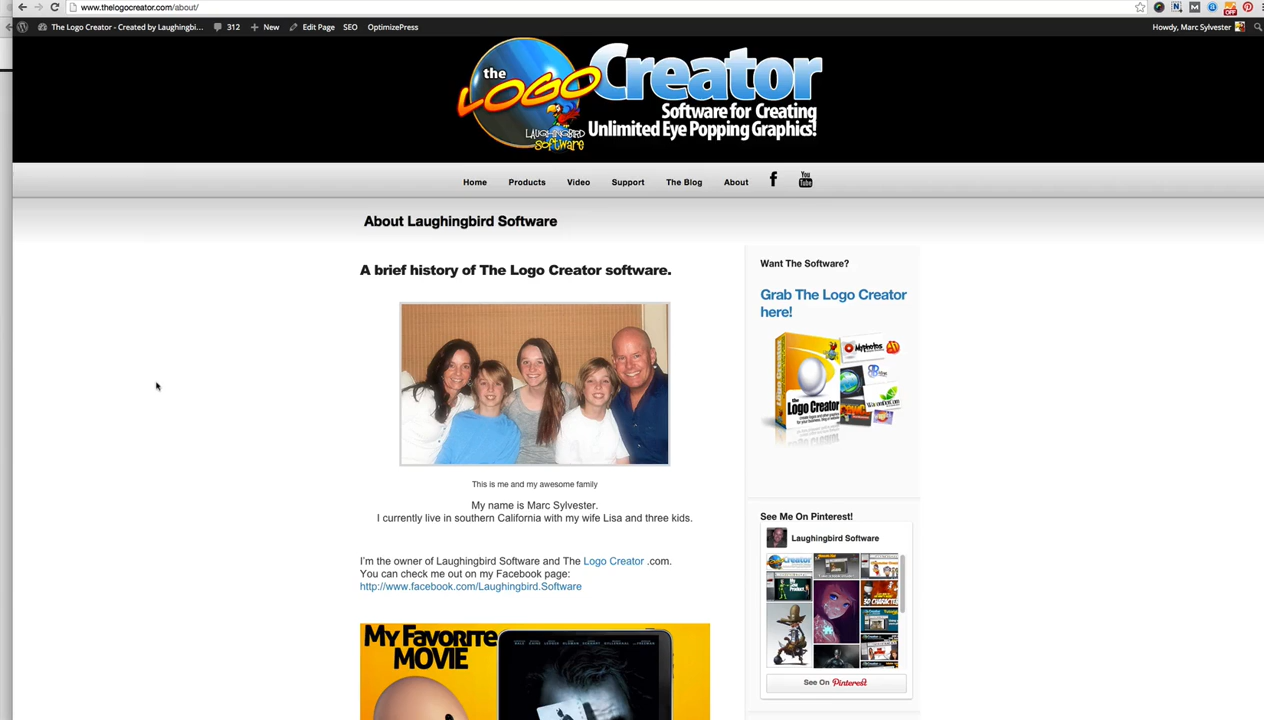 www.thelogocreator.com/about/
The Logo Creator - Created by Laughingbi...
312
New
Edit Page
SEO
OptimizePress
Howdy, Marc Sylvester
the
LOGO
Creator
Software for Creating
Unlimited Eye Popping Graphics!
LAUGHINGBIRD
Software
Home
Products
Video
Support
The Blog
About
You
Tube
About Laughingbird Software
A brief history of The Logo Creator software.
This is me and my awesome family
My name is Marc Sylvester.
I currently live in southern California with my wife Lisa and three kids.
I'm the owner of Laughingbird Software and The Logo Creator .com.
You can check me out on my Facebook page:
http://www.facebook.com/Laughingbird.Software
MY FAVORITE
MOVIE
Want The Software?
Grab The Logo Creator
here!
the
Logo Creator
Myphotos
See Me On Pinterest!
Laughingbird Software
See On Pinterest